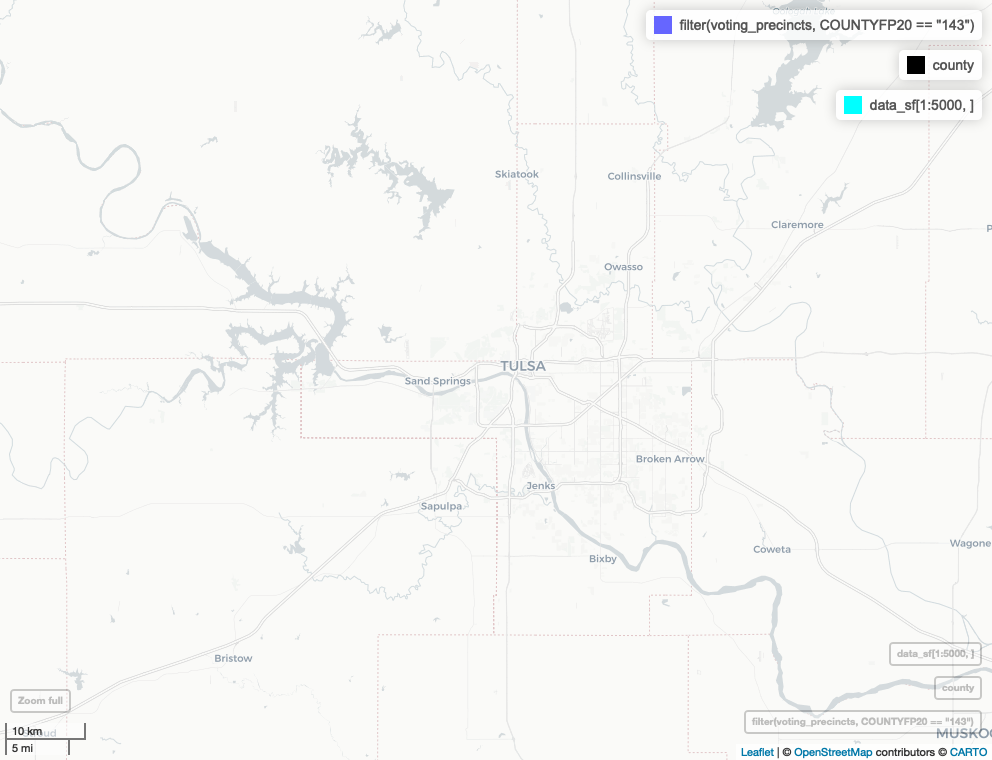 filter(voting_precincts, COUNTYFP20 == "143")
county
data_sf[1:5000, ]
Skiatook
Collinsville
Claremore
Owasso
TULSA
Sand Springs
Broken Arrow
Jenks
Sapulpa
Wagone
Coweta
Bixby
data_sf[1:5000, ]
Bristow
county
Zoom full
filter(voting_precincts, COUNTYFP20 == "143")
10 km
MUSKOG
5 mi
Leaflet | © OpenStreetMap contributors © CARTO